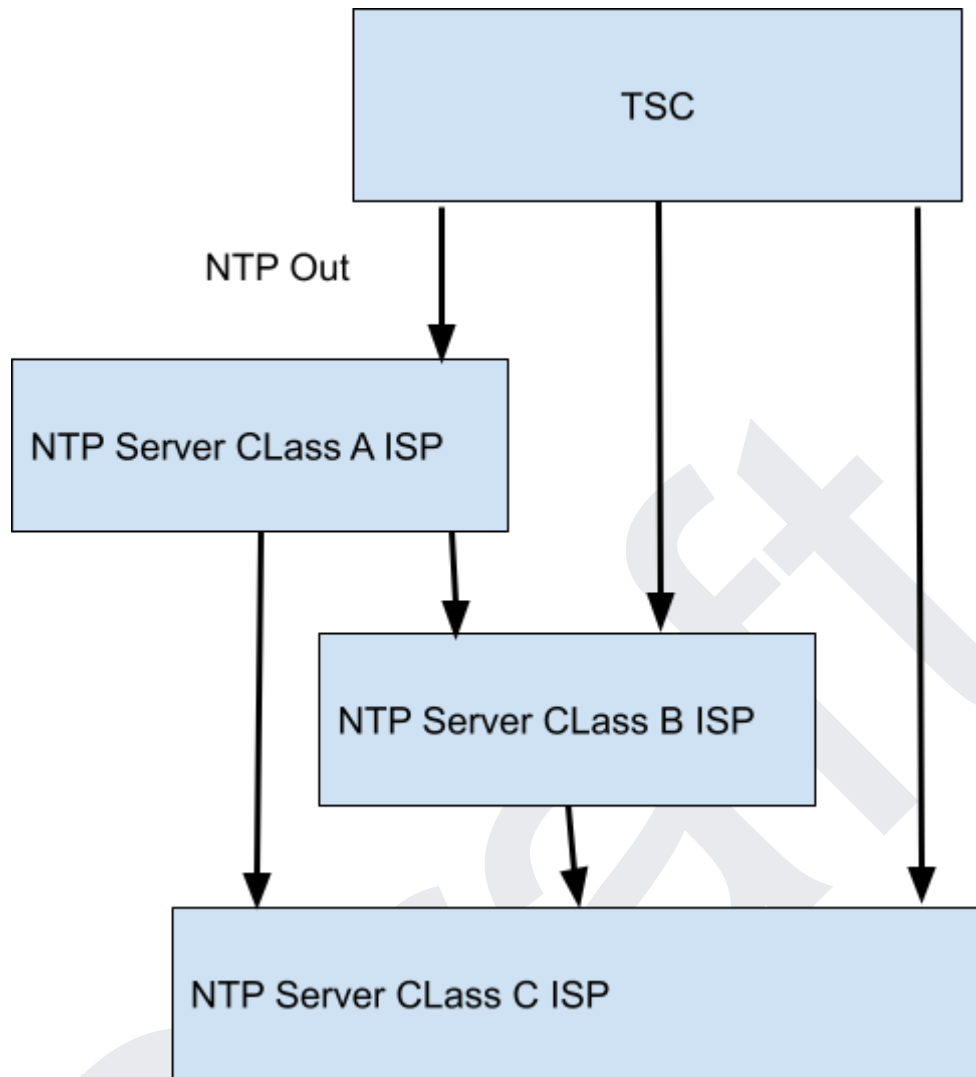 TSC
NTP Out
NTP Server CLass A ISP
NTP Server CLass B ISP
NTP Server CLass C ISP